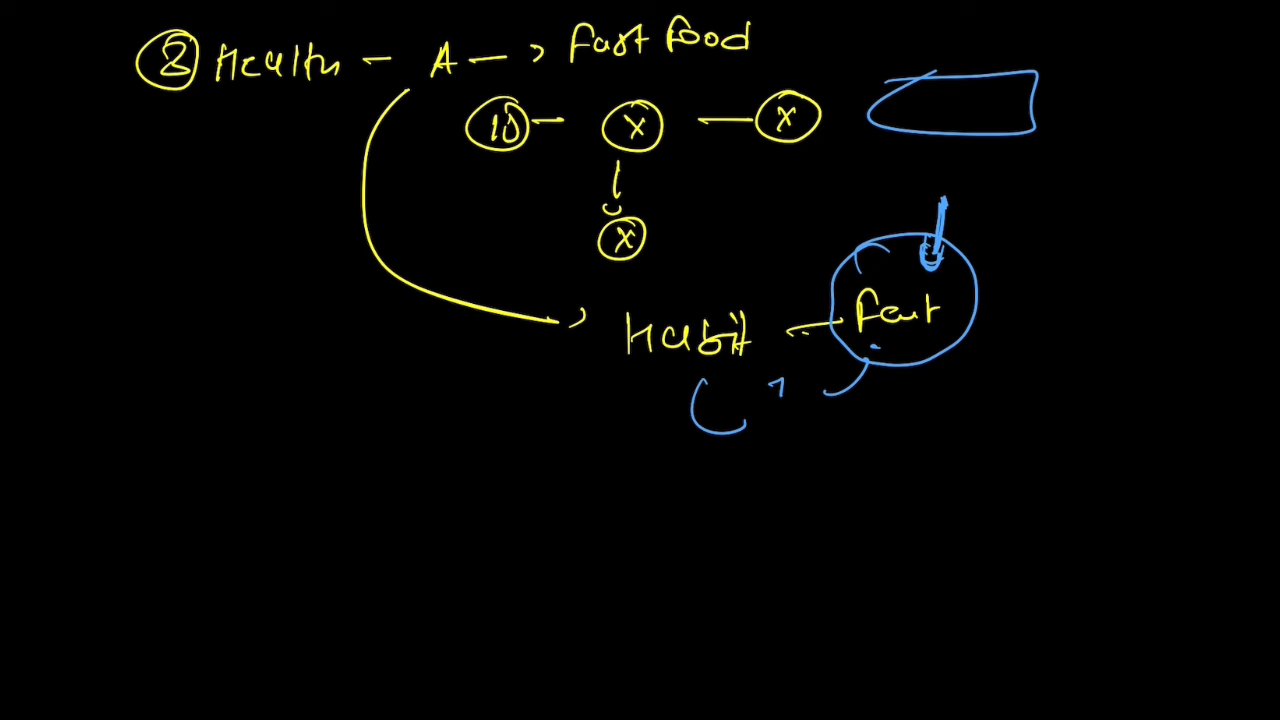 ② Health - A -> Fast food
10 - X - X
X
Habit - Fast